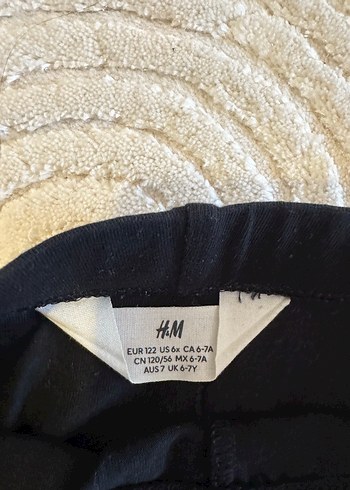 H&M
EUR 122 US 6x CA 6-7A
CN 120/56 MX 6-7A
AUS 7 UK 6-7Y